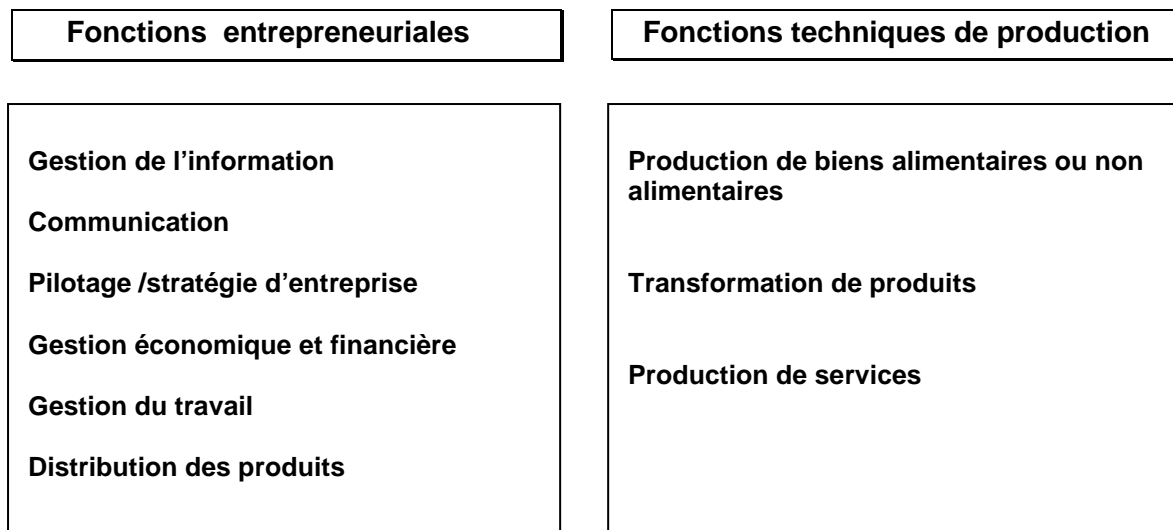 Fonctions entrepreneuriales
Fonctions techniques de production
Gestion de l'information
Communication
Pilotage /stratégie d'entreprise
Gestion économique et financière
Gestion du travail
Distribution des produits
Production de biens alimentaires ou non
alimentaires
Transformation de produits
Production de services